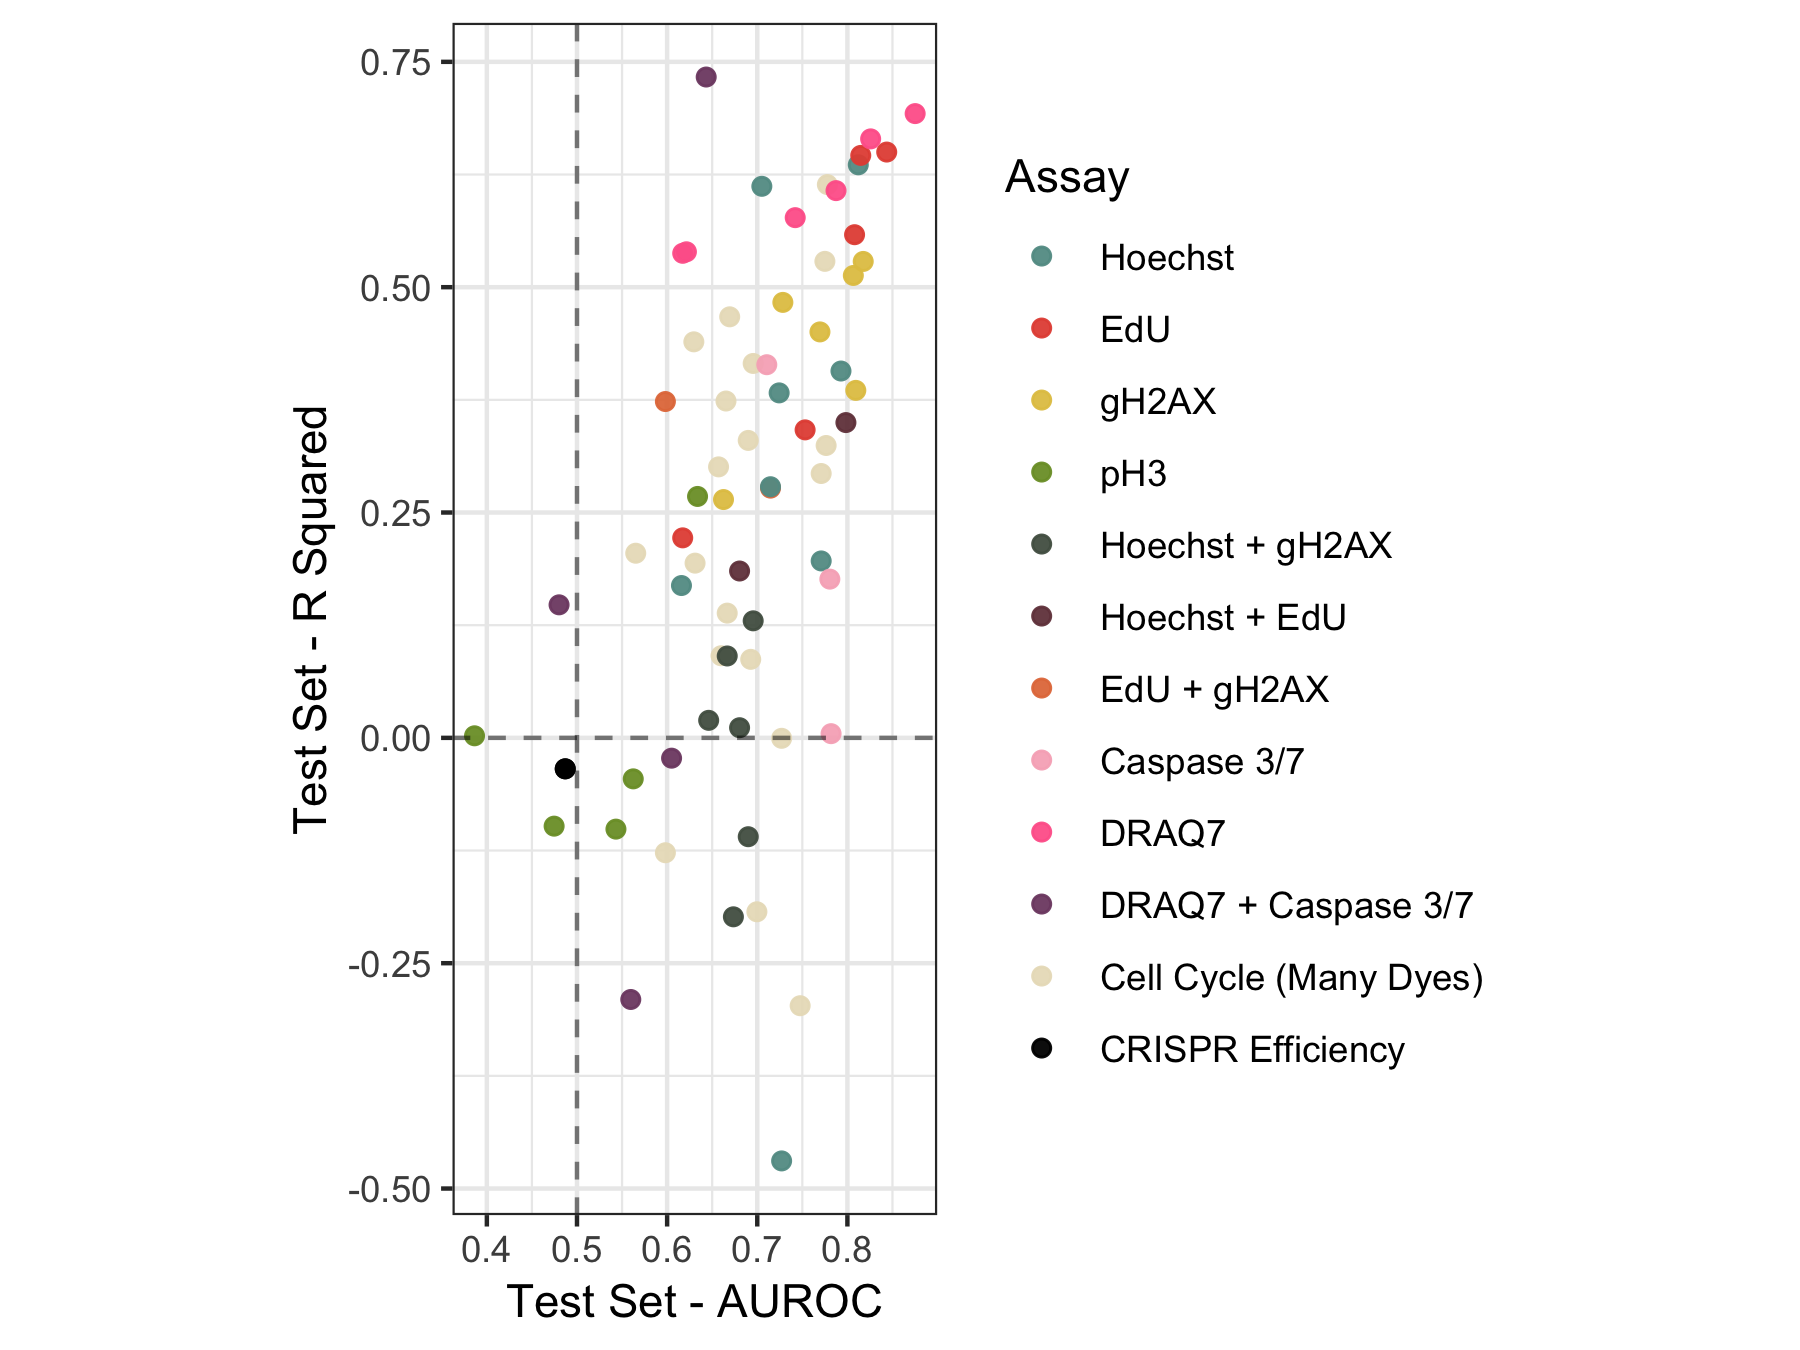 0.75
0.50
0.25
0.00
-0.25
-0.50
Test Set - R Squared
0.4 0.5 0.6 0.7 0.8
Test Set - AUROC
Assay
Hoechst
EdU
gH2AX
pH3
Hoechst + gH2AX
Hoechst + EdU
EdU + gH2AX
Caspase 3/7
DRAQ7
DRAQ7 + Caspase 3/7
Cell Cycle (Many Dyes)
CRISPR Efficiency